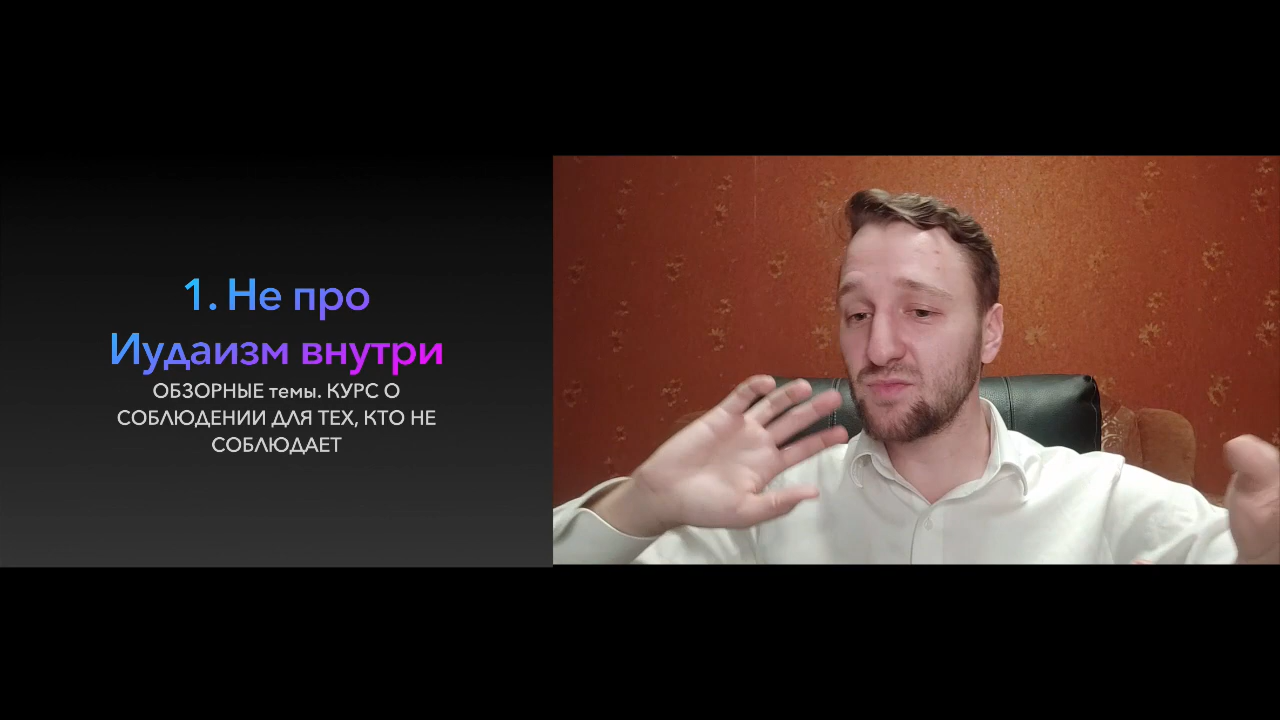 1. Не про
Иудаизм внутри
ОБЗОРНЫЕ темы. КУРС О
СОБЛЮДЕНИИ ДЛЯ ТЕХ, КТО НЕ
СОБЛЮДАЕТ